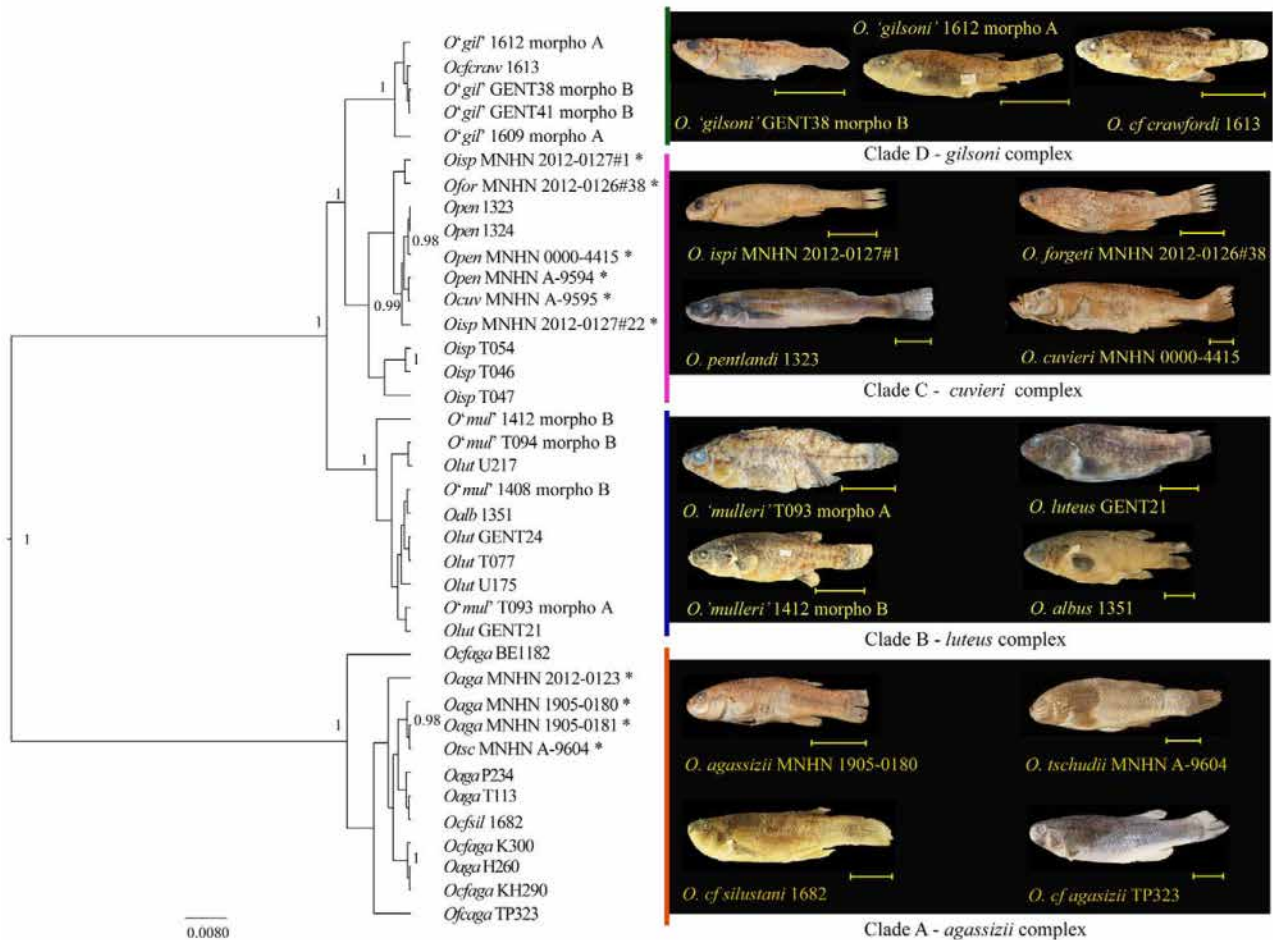 O‘gil’ 1612 morpho A
Ocfcraw 1613
O‘gil’ GENT38 morpho B
O‘gil’ GENT41 morpho B
O‘gil’ 1609 morpho A
Oisp MNHN 2012-0127#1 *
Ofor MNHN 2012-0126#38 *
Open 1323
Open 1324
Open MNHN 0000-4415 *
Open MNHN A-9594 *
Ocuv MNHN A-9595 *
Oisp MNHN 2012-0127#22 *
Oisp T054
Oisp T046
Oisp T047
O‘mul’ 1412 morpho B
O‘mul’ T094 morpho B
Olut U217
O‘mul’ 1408 morpho B
Oalb 1351
Olut GENT24
Olut T077
Olut U175
O‘mul’ T093 morpho A
Olut GENT21
Ocfaga BE1182
Oaga MNHN 2012-0123 *
Oaga MNHN 1905-0180 *
Oaga MNHN 1905-0181 *
Otsc MNHN A-9604 *
Oaga P234
Oaga T113
Ocfsil 1682
Ocfaga K300
Oaga H260
Ocfaga KH290
Ofcaga TP323
1
1
0.98
0.99
1
1
1
1
1
0.98
1
0.0080
O. ‘gilsoni’ 1612 morpho A
O. ‘gilsoni’ GENT38 morpho B
O. cf crawfordi 1613
Clade D - gilsoni complex
O. ispi MNHN 2012-0127#1
O. forgeti MNHN 2012-0126#38
O. pentlandi 1323
O. cuvieri MNHN 0000-4415
Clade C - cuvieri complex
O. ‘mulleri’ T093 morpho A
O. luteus GENT21
O. ‘mulleri’ 1412 morpho B
O. albus 1351
Clade B - luteus complex
O. agassizii MNHN 1905-0180
O. tschudii MNHN A-9604
O. cf silustani 1682
O. cf agasizii TP323
Clade A - agassizii complex